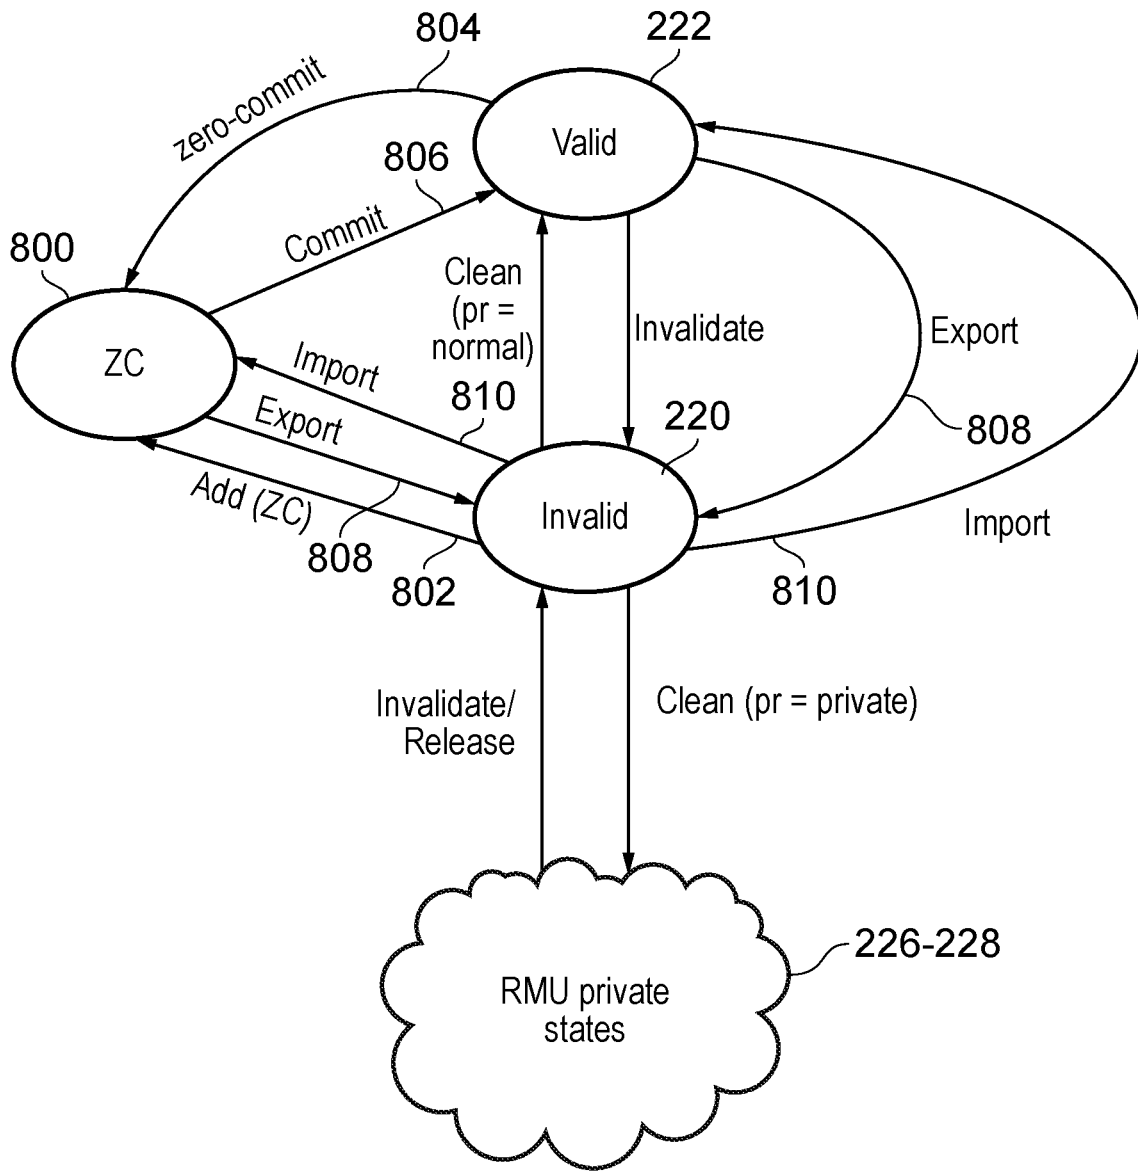 804
222
zero-commit
Valid
806
Commit
800
Clean
(pr =
normal)
Invalidate
Export
ZC
Import
810
220
808
Export
Add (ZC)
Invalid
Import
808
802
810
Invalidate/
Release
Clean (pr = private)
226-228
RMU private
states